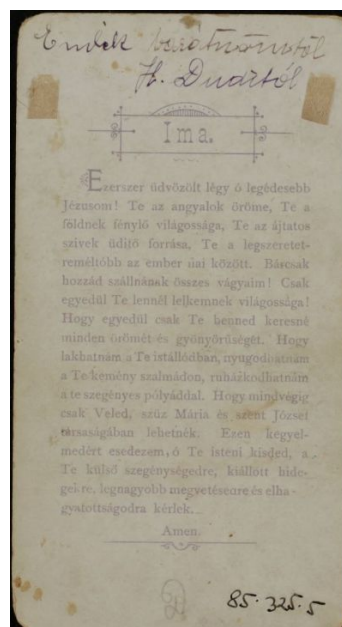 Emlék barátnőmtől
H.
Ima.
Ezerszer üdvözölt légy ó legédesebb
Jézusom! Te az angyalok öröme, Te a
földnek fénylő világossága, Te az ájtatos
szivek üdítő forrása, Te a legszeretet-
reméltóbb az ember fiai között. Bárcsak
hozzád szállnának összes vágyaim! Csak
egyedül Te lennél lelkemnek világossága!
Hogy egyedül csak Te benned keresné
minden örömét és gyönyörűségét. Hogy
lakhatnám a Te istállódban, nyugodhatnám
a Te kemény szalmádon, ruházkodhatnám
a te szegényes pólyáddal. Hogy mindvégig
csak Veled, szűz Mária és szent József
társaságában lehetnék. Ezen kegyel-
medért esedezem, ó Te isteni kisded, a
Te külső szegénységedre, kiállott hide-
gekre, legnagyobb megvetésedre és elha-
gyatottságodra kérlek...
Amen.
85.325.5